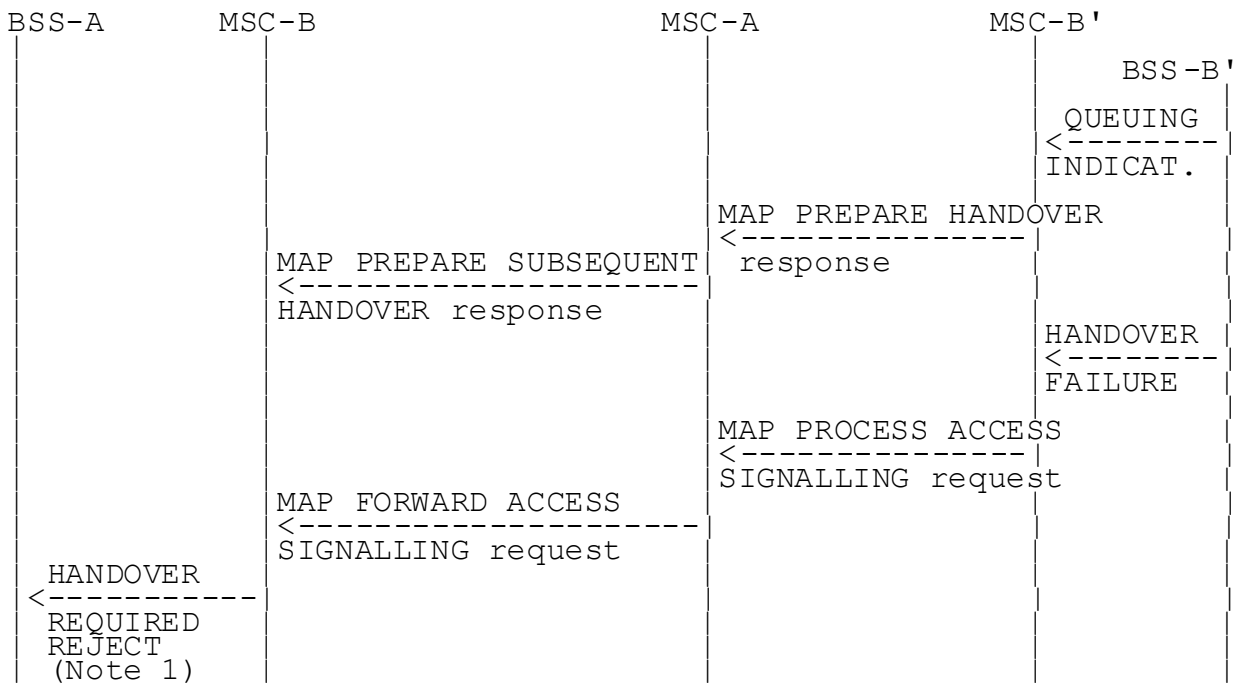 BSS-A MSC-B MSC-A MSC-B'
BSS-B'
QUEUING
INDICAT.
MAP PREPARE HANDOVER
MAP PREPARE SUBSEQUENT response
HANDOVER response
HANDOVER
FAILURE
MAP PROCESS ACCESS
SIGNALLING request
MAP FORWARD ACCESS
SIGNALLING request
HANDOVER
REQUIRED
REJECT
(Note 1)